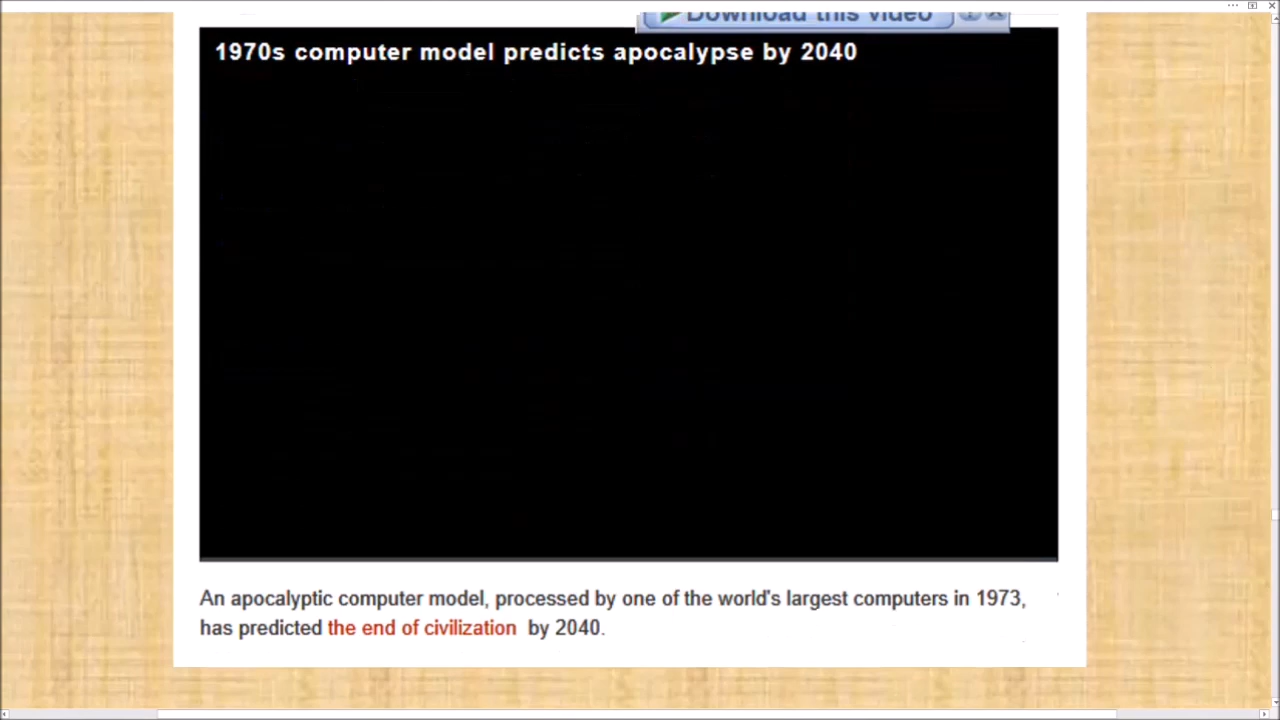 Download this video
1970s computer model predicts apocalypse by 2040
An apocalyptic computer model, processed by one of the world's largest computers in 1973,
has predicted the end of civilization by 2040.